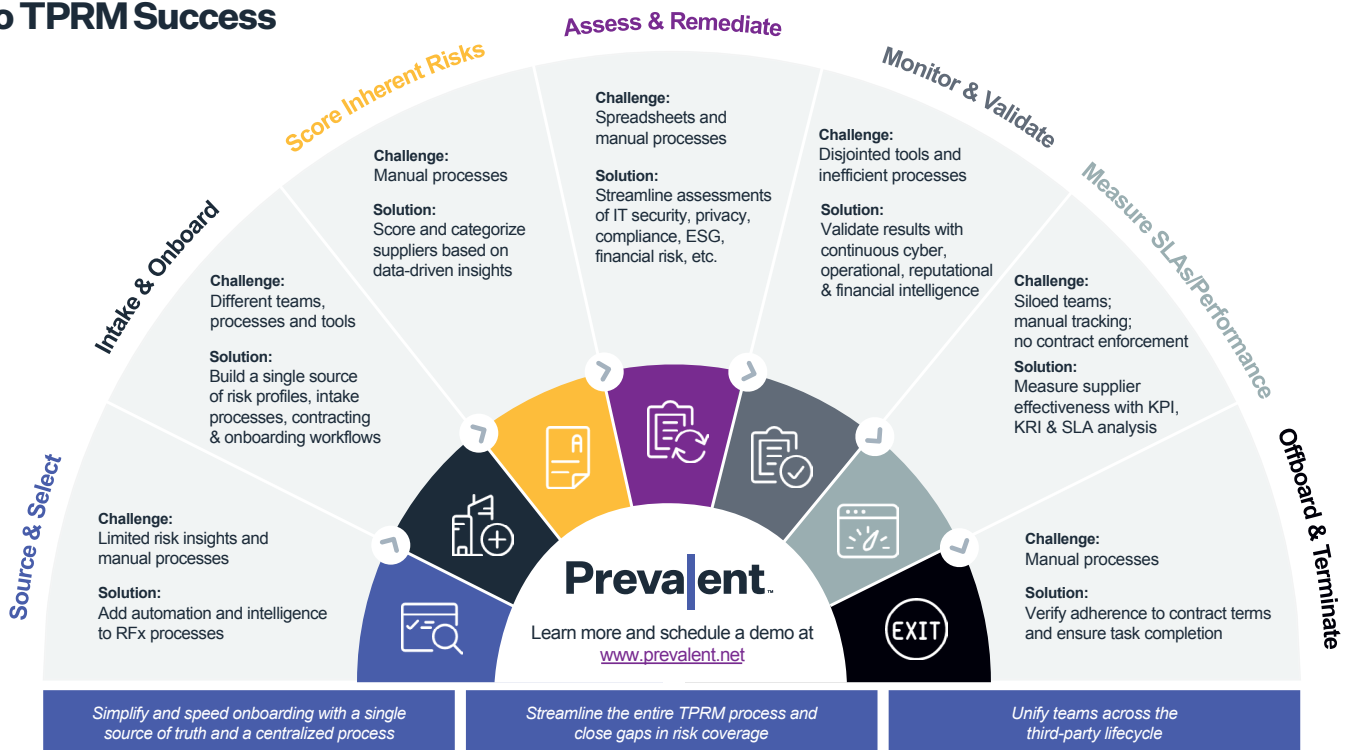 o TPRM Success
Source & Select
Challenge:
Limited risk insights and
manual processes
Solution:
Add automation and intelligence
to RFx processes
Intake & Onboard
Challenge:
Different teams,
processes and tools
Solution:
Build a single source
of risk profiles, intake
processes, contracting
& onboarding workflows
Score Inherent Risks
Challenge:
Manual processes
Solution:
Score and categorize
suppliers based on
data-driven insights
Assess & Remediate
Challenge:
Spreadsheets and
manual processes
Solution:
Streamline assessments
of IT security, privacy,
compliance, ESG,
financial risk, etc.
Monitor & Validate
Challenge:
Disjointed tools and
inefficient processes
Solution:
Validate results with
continuous cyber,
operational, reputational
& financial intelligence
Measure SLAs/Performance
Challenge:
Siloed teams;
manual tracking;
no contract enforcement
Solution:
Measure supplier
effectiveness with KPI,
KRI & SLA analysis
Offboard & Terminate
Challenge:
Manual processes
Solution:
Verify adherence to contract terms
and ensure task completion
A
EXIT
Prevalent™
Learn more and schedule a demo at
www.prevalent.net
Simplify and speed onboarding with a single
source of truth and a centralized process
Streamline the entire TPRM process and
close gaps in risk coverage
Unify teams across the
third-party lifecycle